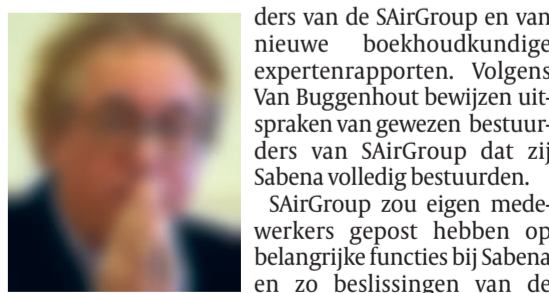 ders van de SAirGroup en van
nieuwe boekhoudkundige
expertenrapporten. Volgens
Van Buggenhout bewijzen uit-
spraken van gewezen bestuur-
ders van SAirGroup dat zij
Sabena volledig bestuurden.
SAirGroup zou eigen mede-
werkers gepost hebben op
belangrijke functies bij Sabena
en zo beslissingen van de